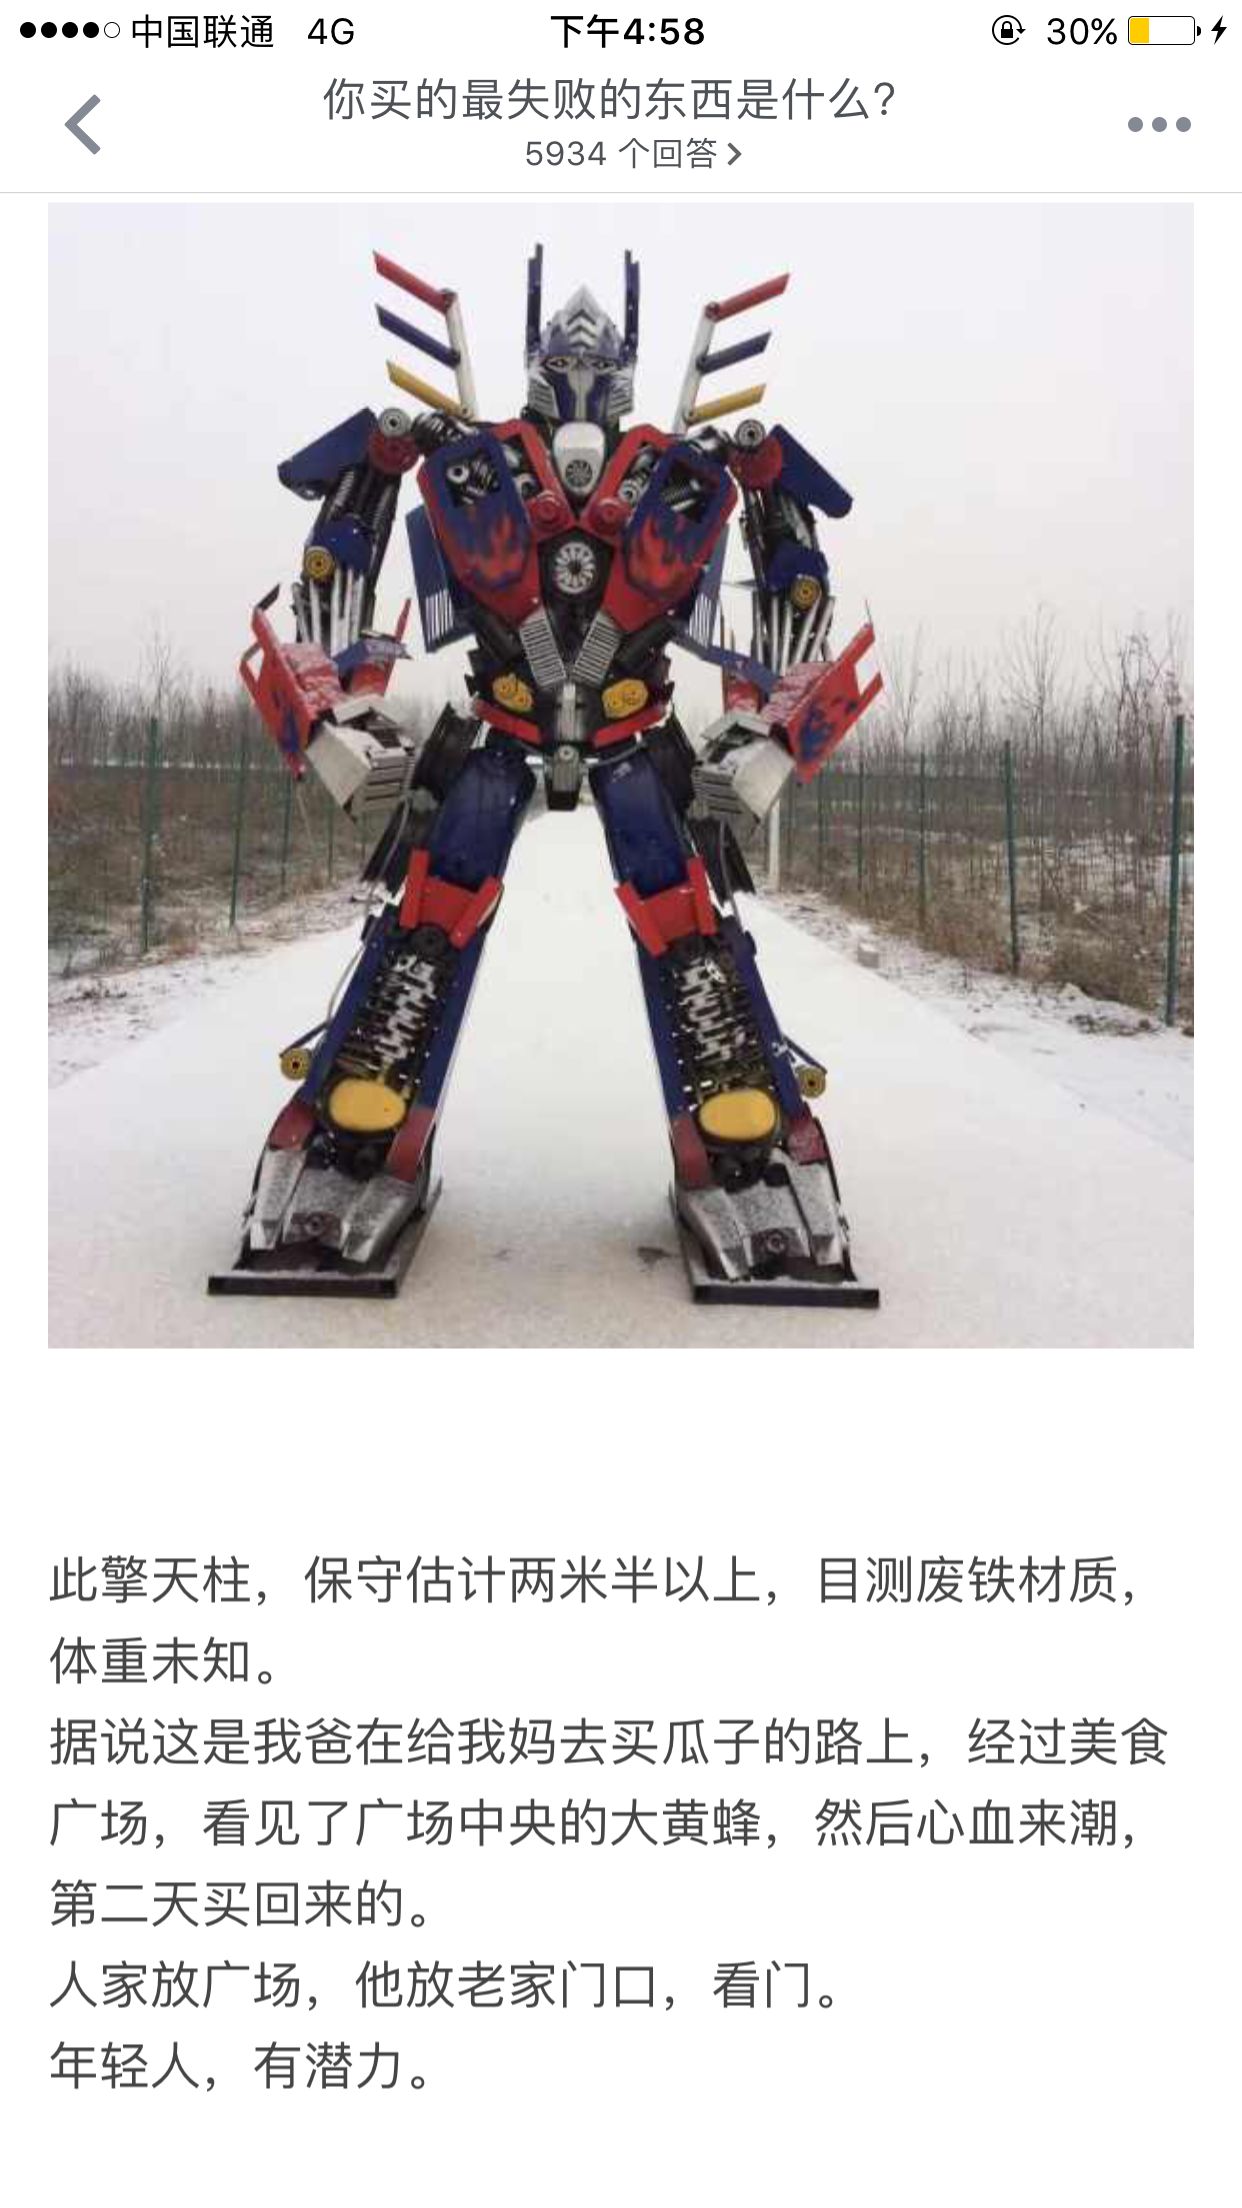 中国联通 4G 下午4:58 30%
你买的最失败的东西是什么?
5934 个回答
此擎天柱，保守估计两米半以上，目测废铁材质，
体重未知。
据说这是我爸在给我妈去买瓜子的路上，经过美食
广场，看见了广场中央的大黄蜂，然后心血来潮，
第二天买回来的。
人家放广场，他放老家门口，看门。
年轻人，有潜力。